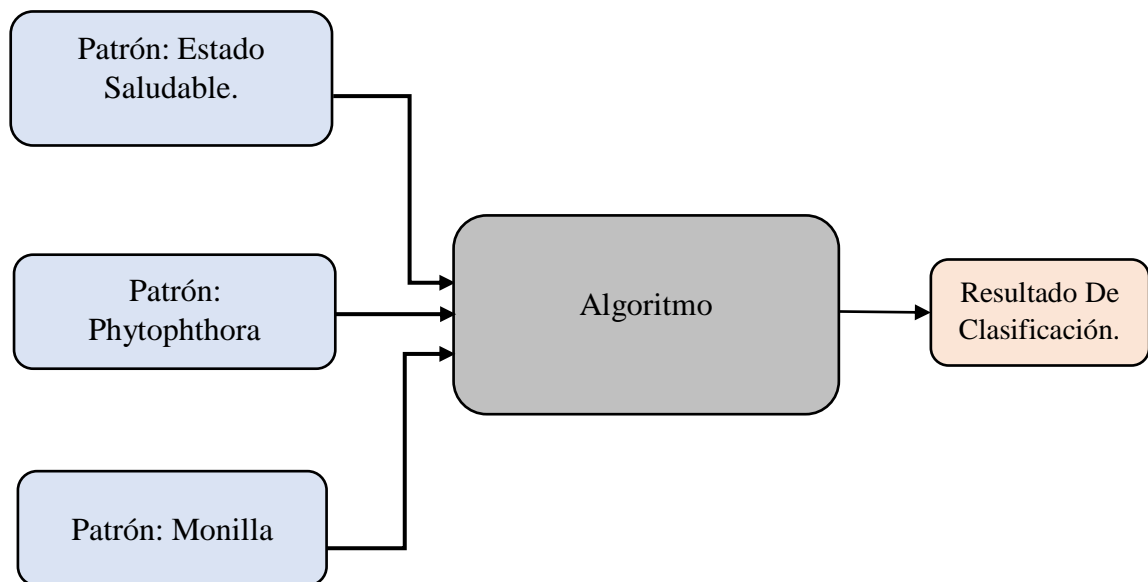 Patrón: Estado
Saludable.
Patrón:
Phytophthora
Patrón: Monilla
Algoritmo
Resultado De
Clasificación.